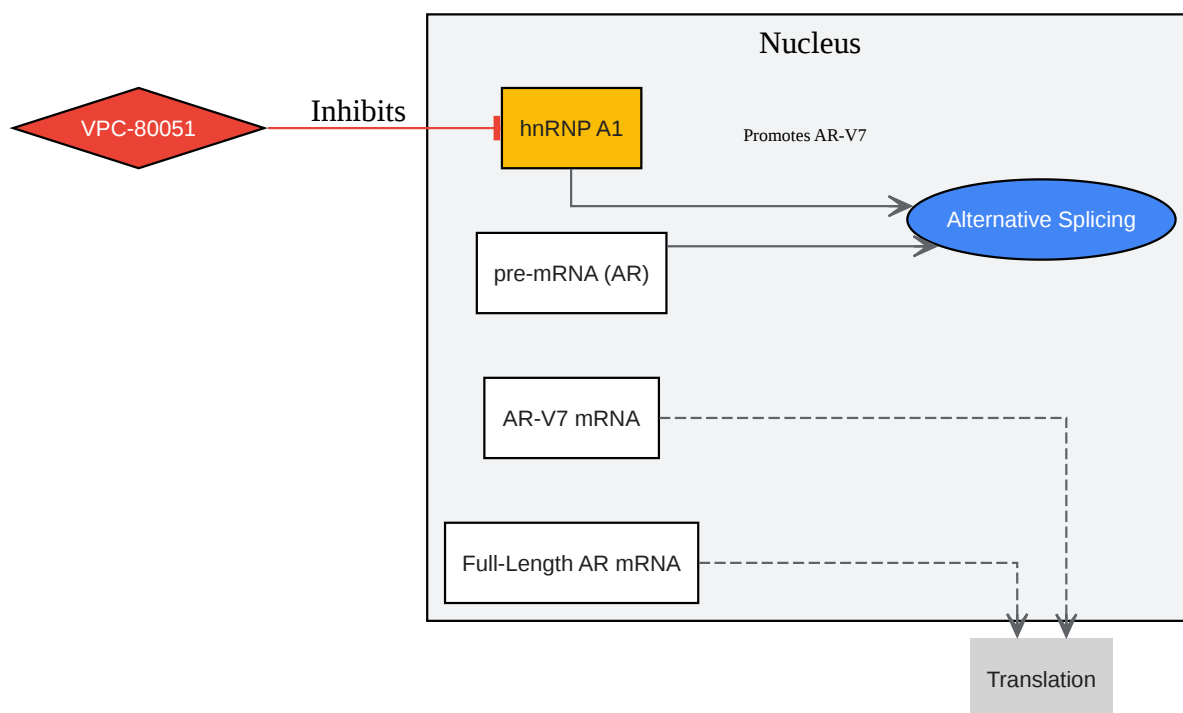 Nucleus
VPC-80051
Inhibits
hnRNP A1
Promotes AR-V7
Alternative Splicing
pre-mRNA (AR)
AR-V7 mRNA
Full-Length AR mRNA
Translation